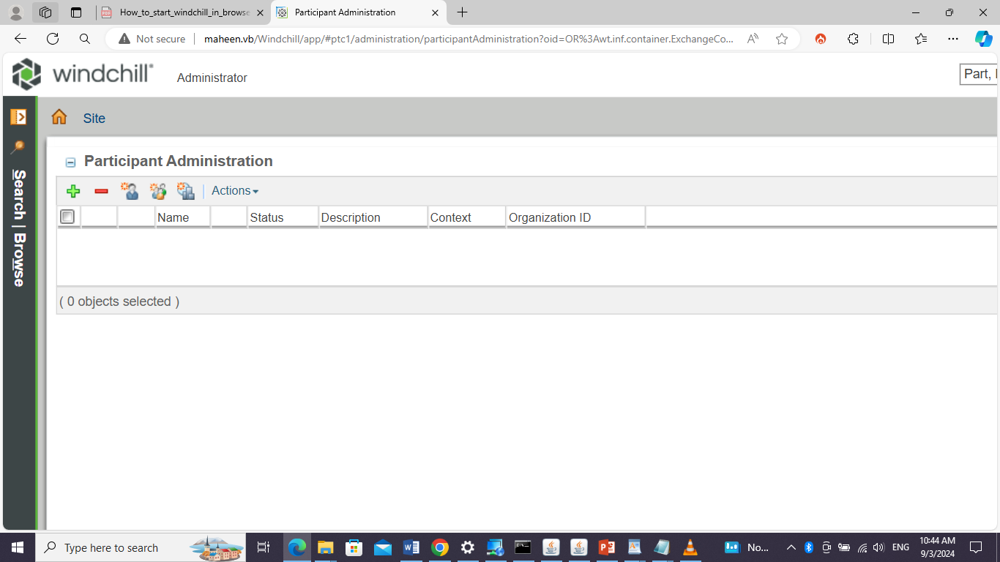 How_to_start_windchill_in_browse
Participant Administration
Not secure
maheen.vb/Windchill/app/#ptc1/administration/participantAdministration?oid=OR%3Awt.inf.container.ExchangeCo...
windchill
Administrator
Part,
Site
Search | Browse
Participant Administration
Actions
Name Status Description Context Organization ID
( 0 objects selected )
Type here to search
No...
ENG
10:44 AM
9/3/2024